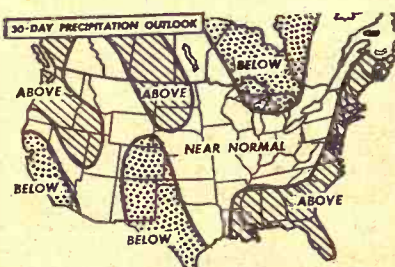 30-DAY PRECIPITATION OUTLOOK
BELOW
ABOVE
ABOVE
NEAR NORMAL
BELOW
ABOVE
BELOW